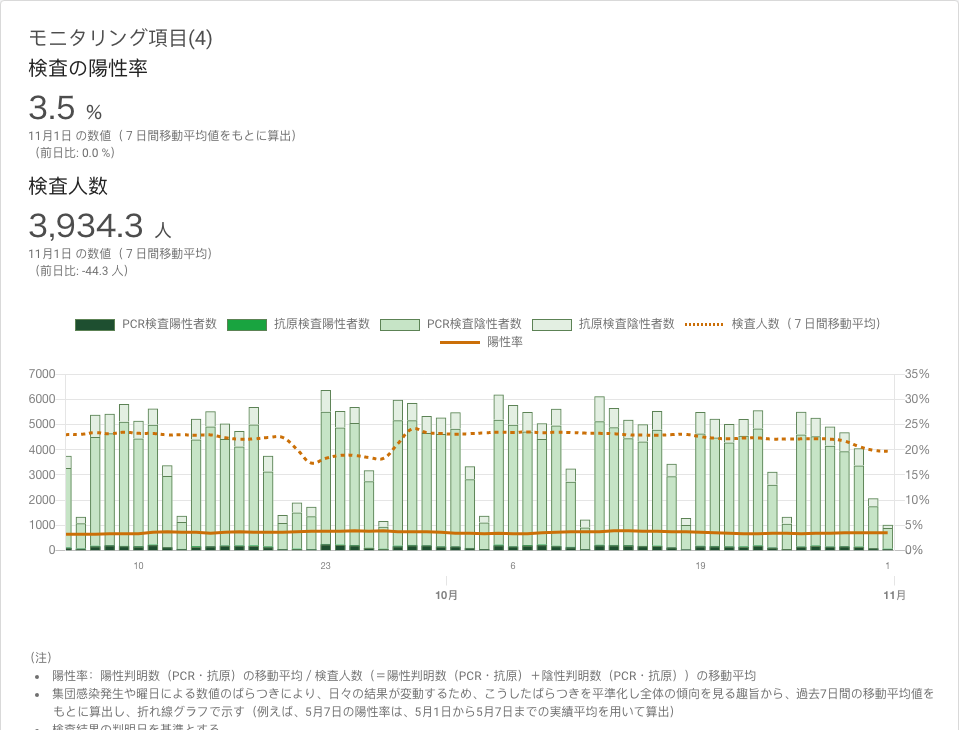 モニタリング項目(4)
検査の陽性率
3.5 %
11月1日 の数値（７日間移動平均値をもとに算出）
（前日比: 0.0 %）
検査人数
3,934.3 人
11月1日 の数値（７日間移動平均）
（前日比: -44.3 人）
PCR検査陽性者数 抗原検査陽性者数 PCR検査陰性者数 抗原検査陰性者数 検査人数（７日間移動平均）
陽性率
7000 35%
6000 30%
5000 25%
4000 20%
3000 15%
2000 10%
1000 5%
0 0%
10 23 6 19 1
10月 11月
（注）
• 陽性率：陽性判明数（PCR・抗原）の移動平均 / 検査人数（＝陽性判明数（PCR・抗原）＋陰性判明数（PCR・抗原））の移動平均
• 集団感染発生や曜日による数値のばらつきにより、日々の結果が変動するため、こうしたばらつきを平準化し全体の傾向を見る趣旨から、過去7日間の移動平均値を
もとに算出し、折れ線グラフで示す（例えば、5月7日の陽性率は、5月1日から5月7日までの実績平均を用いて算出）
• 検査結果の判明日を基準とする